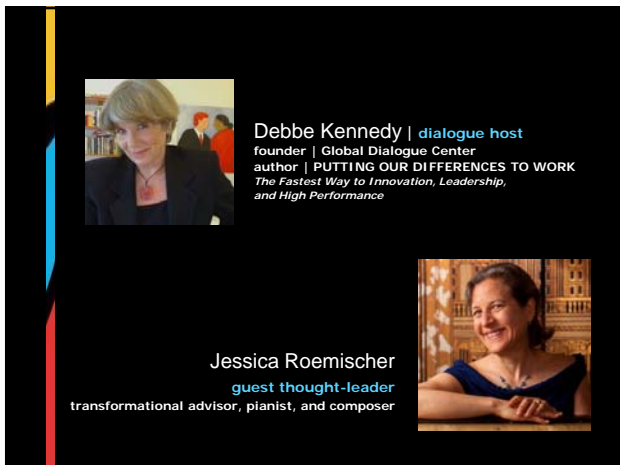 Debbe Kennedy | dialogue host
founder | Global Dialogue Center
author | PUTTING OUR DIFFERENCES TO WORK
The Fastest Way to Innovation, Leadership,
and High Performance
Jessica Roemischer
guest thought-leader
transformational advisor, pianist, and composer